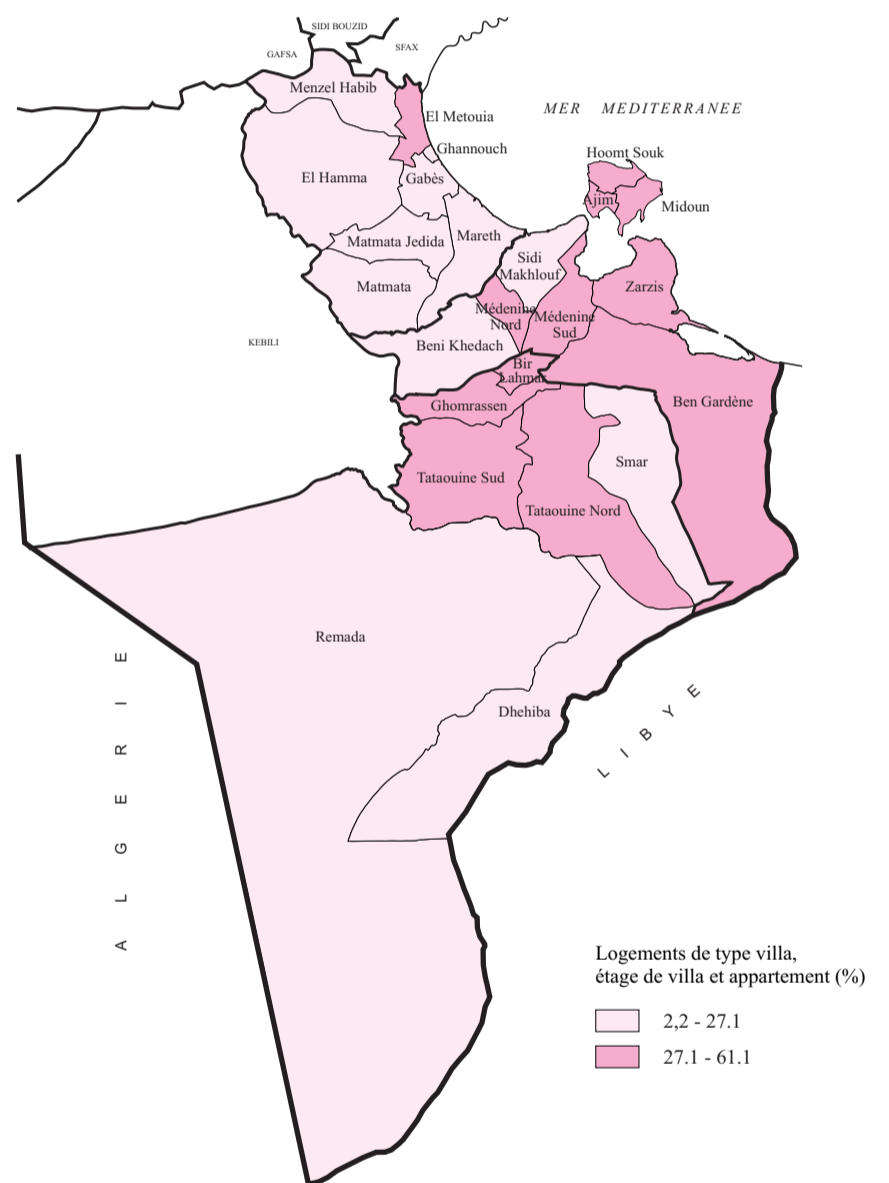 SIDI BOUZID
GAFSA
SFAX
Menzel Habib
El Metouia
MER MEDITERRANEE
Ghannouch
Hoomt Souk
El Hamma
Gabès
Ajim
Midoun
Matmata Jedida
Mareth
Sidi
Makhlouf
Matmata
Zarzis
Médenine
Nord
Médenine
Sud
KEBILI
Beni Khedach
Bir
Lahmar
Ghomrassen
Ben Gardène
Smar
Tataouine Sud
Tataouine Nord
Remada
ALGERIE
Dhehiba
LIBYE
Logements de type villa,
étage de villa et appartement (%)
2,2 - 27.1
27.1 - 61.1